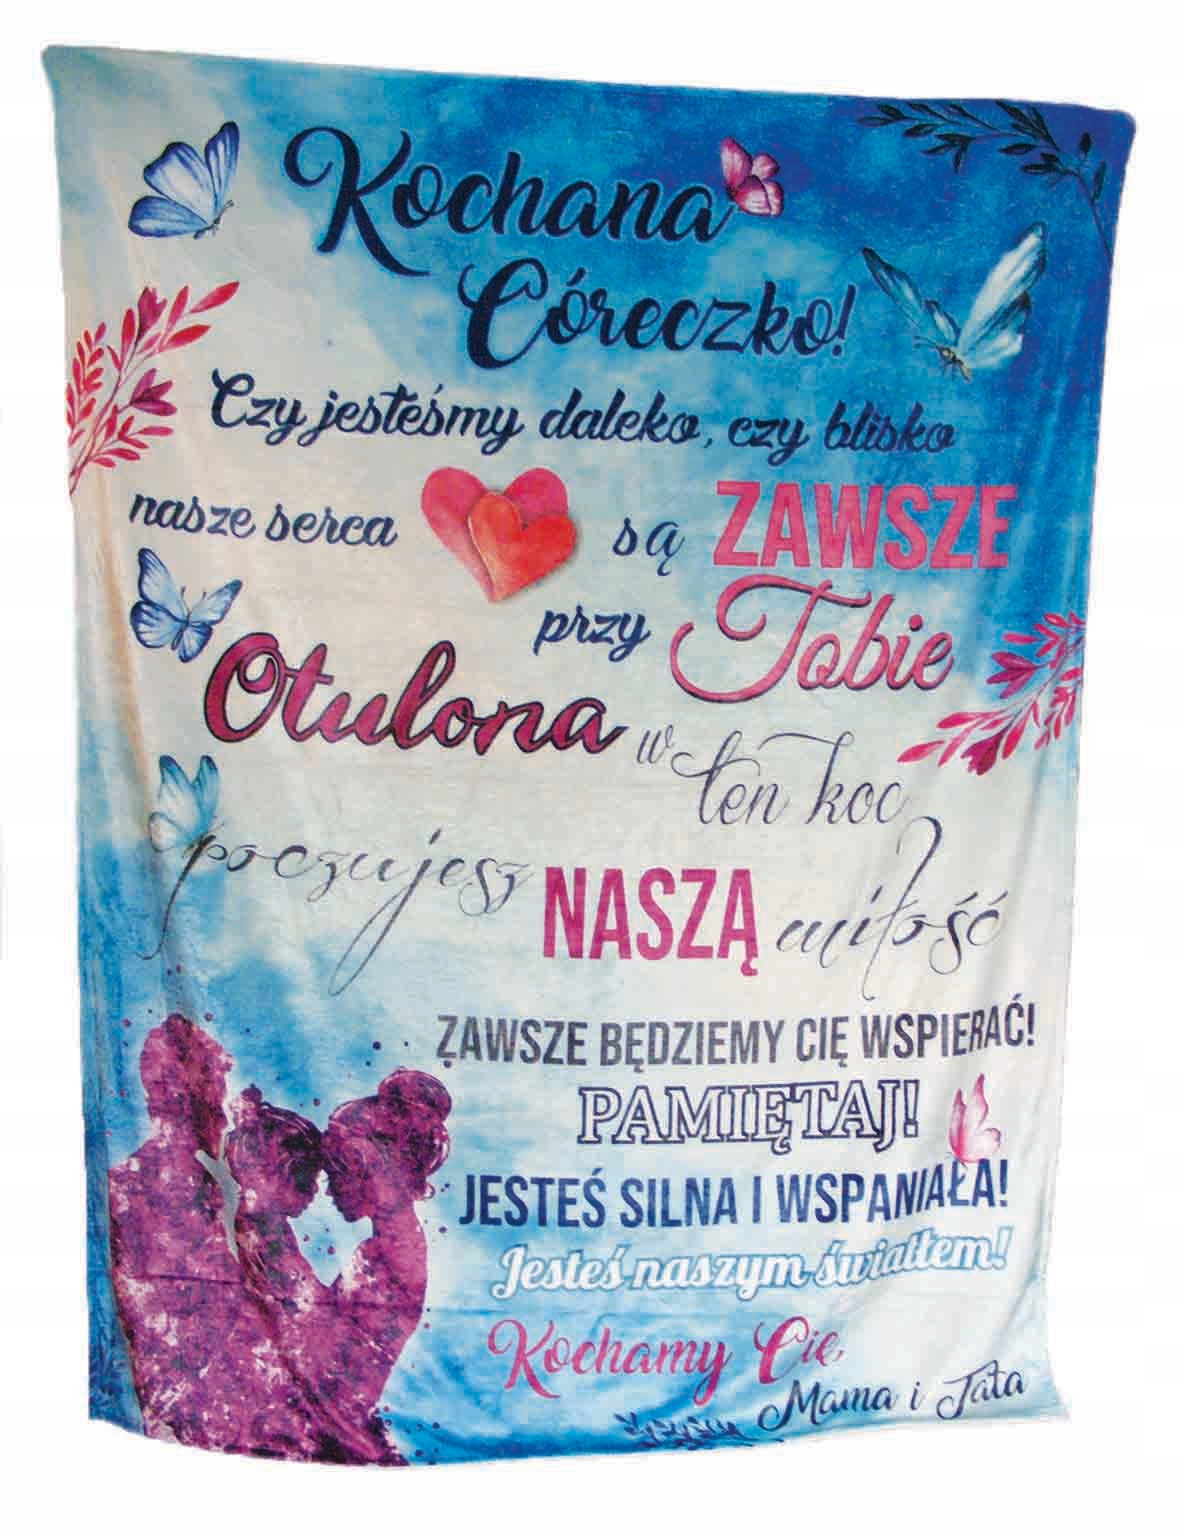 Kochana
Córeczko!
Czy jesteśmy daleko, czy blisko
nasze serca są ZAWSZE
przy Tobie
Otulona w ten koc
poczujesz NASZĄ miłość
ZAWSZE BĘDZIEMY CIĘ WSPIERAĆ!
PAMIĘTAJ!
JESTEŚ SILNA I WSPANIAŁA!
Jesteś naszym światłem!
Kochamy Cię,
Mama i Tata